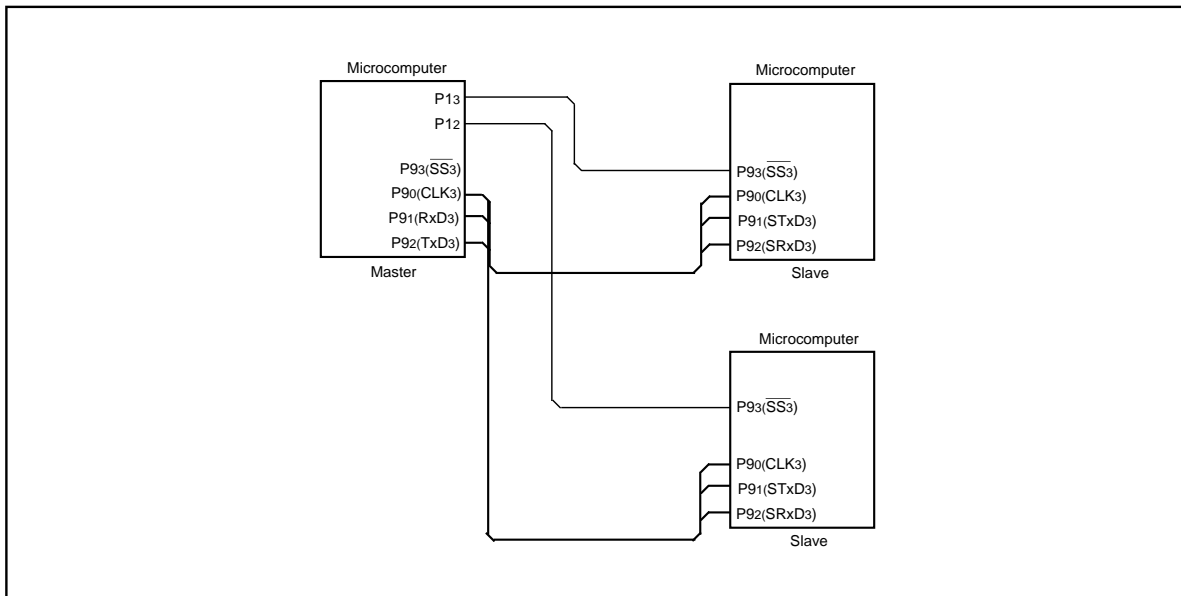 Microcomputer
P13
P12
P93(SS3)
P90(CLK3)
P91(RxD3)
P92(TxD3)
Master
Microcomputer
P93(SS3)
P90(CLK3)
P91(STxD3)
P92(SRxD3)
Slave
Microcomputer
P93(SS3)
P90(CLK3)
P91(STxD3)
P92(SRxD3)
Slave